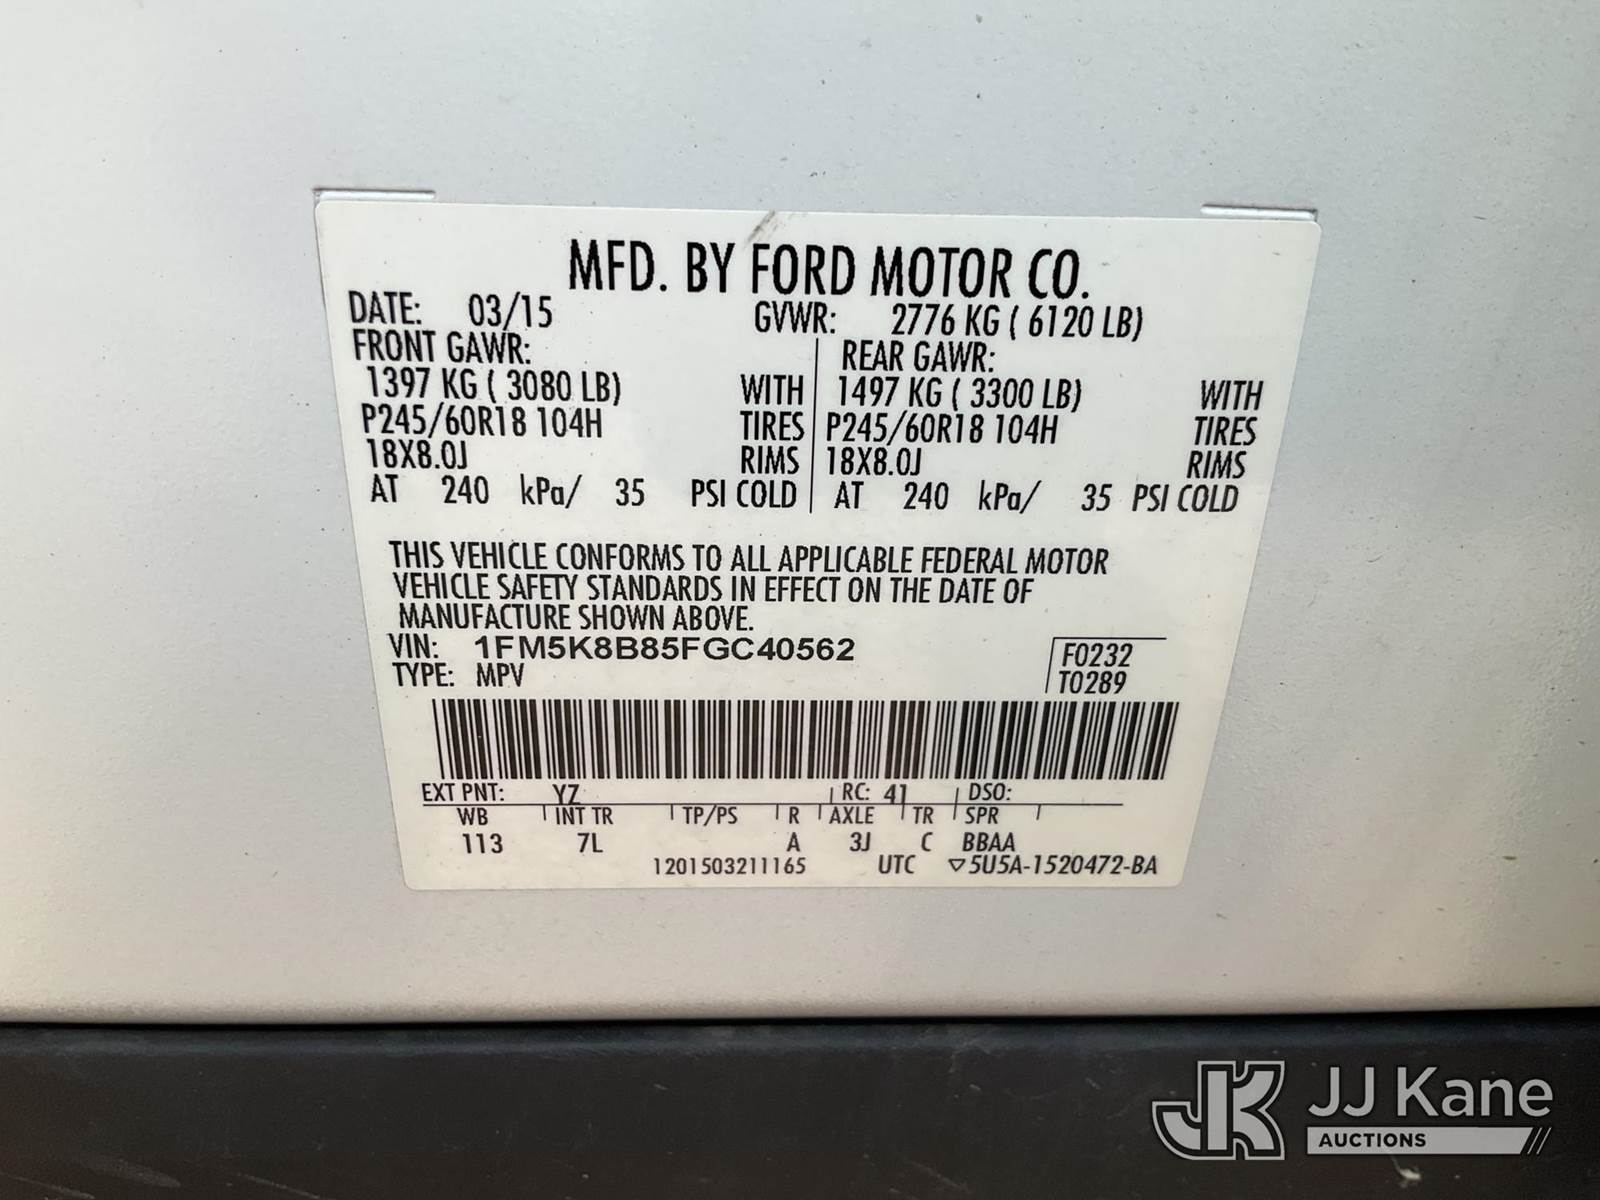 MFD. BY FORD MOTOR CO.
DATE: 03/15 GVWR: 2776 KG ( 6120 LB)
FRONT GAWR: REAR GAWR:
1397 KG ( 3080 LB) WITH 1497 KG ( 3300 LB) WITH
P245/60R18 104H TIRES P245/60R18 104H TIRES
18X8.0J RIMS 18X8.0J RIMS
AT 240 kPa/ 35 PSI COLD AT 240 kPa/ 35 PSI COLD
THIS VEHICLE CONFORMS TO ALL APPLICABLE FEDERAL MOTOR
VEHICLE SAFETY STANDARDS IN EFFECT ON THE DATE OF
MANUFACTURE SHOWN ABOVE.
VIN: 1FM5K8B85FGC40562 F0232
TYPE: MPV T0289
EXT PNT: YZ RC: 41 DSO:
WB INT TR TP/PS R AXLE TR SPR
113 7L A 3J C BBAA
1201503211165 UTC ▽5U5A-1520472-BA
JK JJ Kane
AUCTIONS